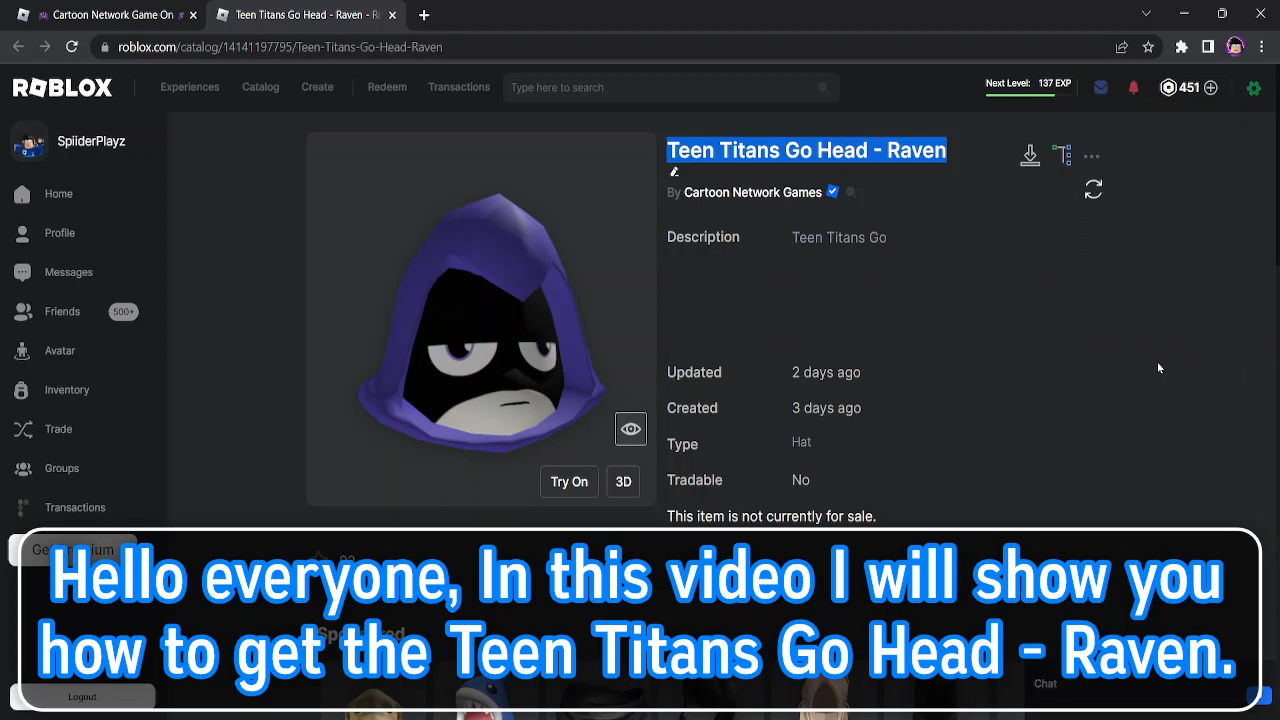 Cartoon Network Game On
Teen Titans Go Head - Raven - Ro
roblox.com/catalog/14141197795/Teen-Titans-Go-Head-Raven
ROBLOX
Experiences
Catalog
Create
Redeem
Transactions
Type here to search
Next Level: 137 EXP
451
SpiiderPlayz
Home
Profile
Messages
Friends
500+
Avatar
Inventory
Trade
Groups
Transactions
Logout
Try On
3D
Teen Titans Go Head - Raven
By Cartoon Network Games
Description Teen Titans Go
Updated 2 days ago
Created 3 days ago
Type Hat
Tradable No
This item is not currently for sale.
Hello everyone, In this video I will show you
how to get the Teen Titans Go Head - Raven.
Chat